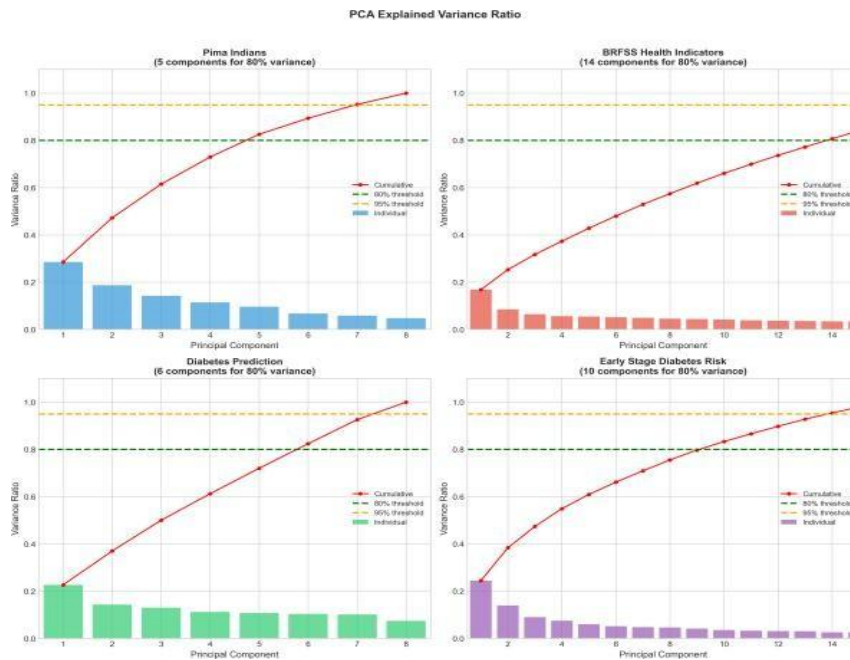 PCA Explained Variance Ratio
Pima Indians
(5 components for 80% variance)
Variance Ratio
1.0
0.8
0.6
0.4
0.2
0.0
Cumulative
80% threshold
95% threshold
Individual
1 2 3 4 5 6 7 8
Principal Component
BRFSS Health Indicators
(14 components for 80% variance)
Variance Ratio
1.0
0.8
0.6
0.4
0.2
0.0
Cumulative
80% threshold
95% threshold
Individual
2 4 6 8 10 12 14
Principal Component
Diabetes Prediction
(6 components for 80% variance)
Variance Ratio
1.0
0.8
0.6
0.4
0.2
0.0
Cumulative
80% threshold
95% threshold
Individual
1 2 3 4 5 6 7 8
Principal Component
Early Stage Diabetes Risk
(10 components for 80% variance)
Variance Ratio
1.0
0.8
0.6
0.4
0.2
0.0
Cumulative
80% threshold
95% threshold
Individual
2 4 6 8 10 12 14
Principal Component